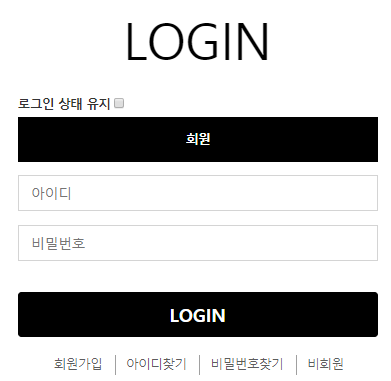 LOGIN
로그인 상태 유지
회원
아이디
비밀번호
LOGIN
회원가입 | 아이디찾기 | 비밀번호찾기 | 비회원